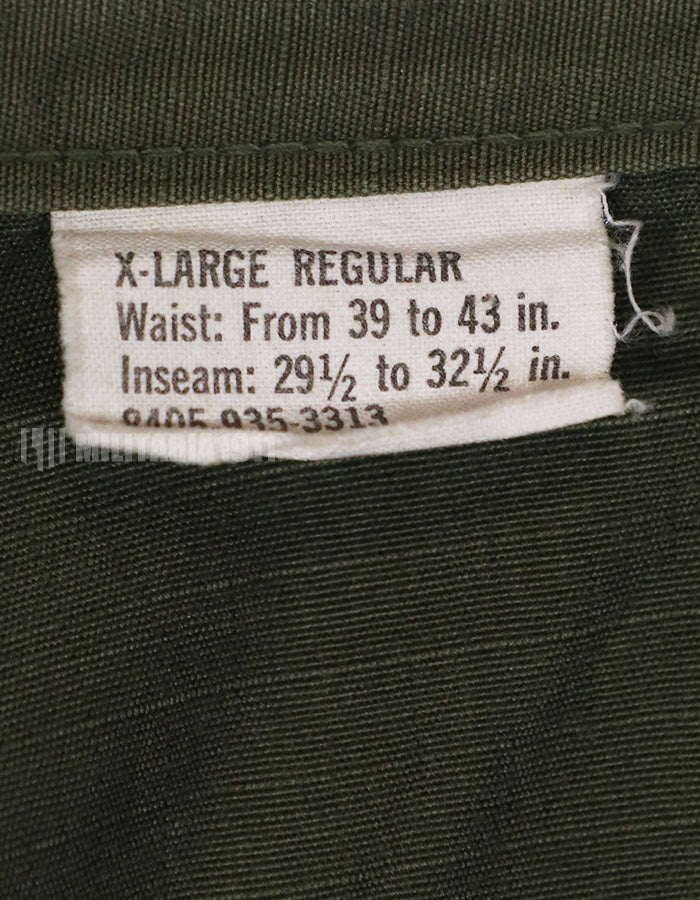 X-LARGE REGULAR
Waist: From 39 to 43 in.
Inseam: 29½ to 32½ in.
8405 935-3313